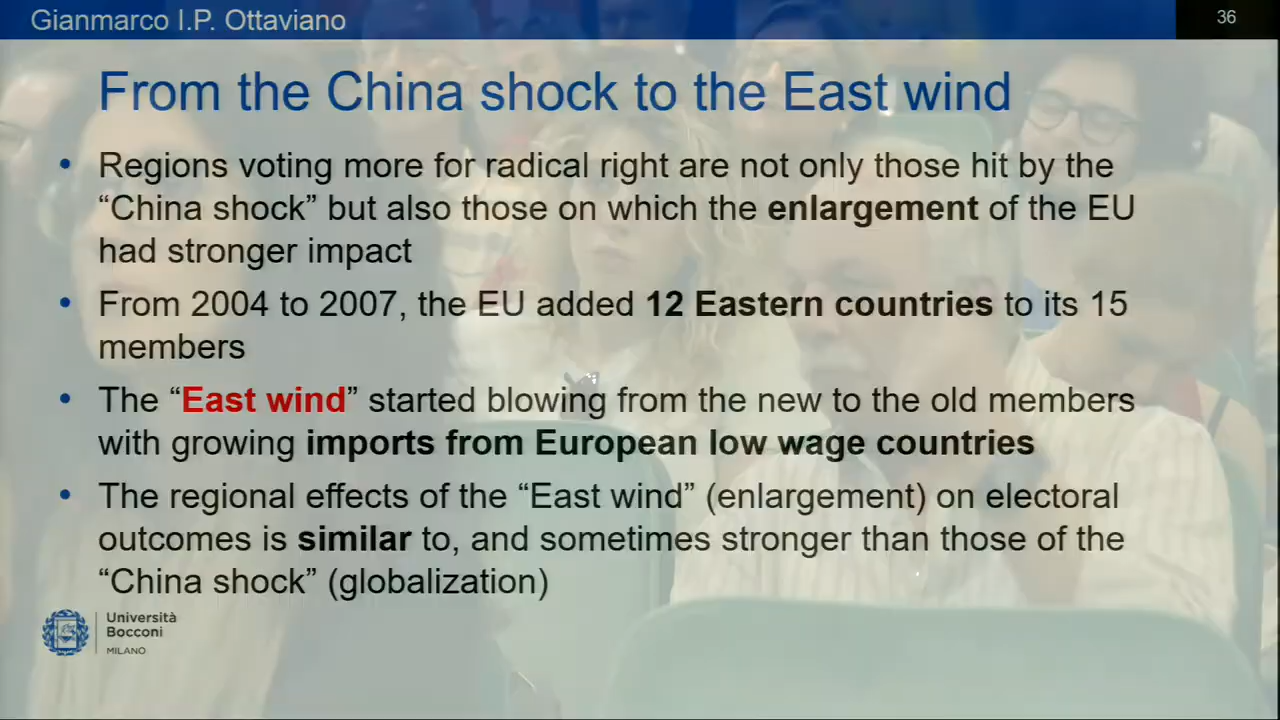 Gianmarco I.P. Ottaviano
36
From the China shock to the East wind
• Regions voting more for radical right are not only those hit by the
“China shock” but also those on which the enlargement of the EU
had stronger impact
• From 2004 to 2007, the EU added 12 Eastern countries to its 15
members
• The “East wind” started blowing from the new to the old members
with growing imports from European low wage countries
• The regional effects of the “East wind” (enlargement) on electoral
outcomes is similar to, and sometimes stronger than those of the
“China shock” (globalization)
Università
Bocconi
MILANO